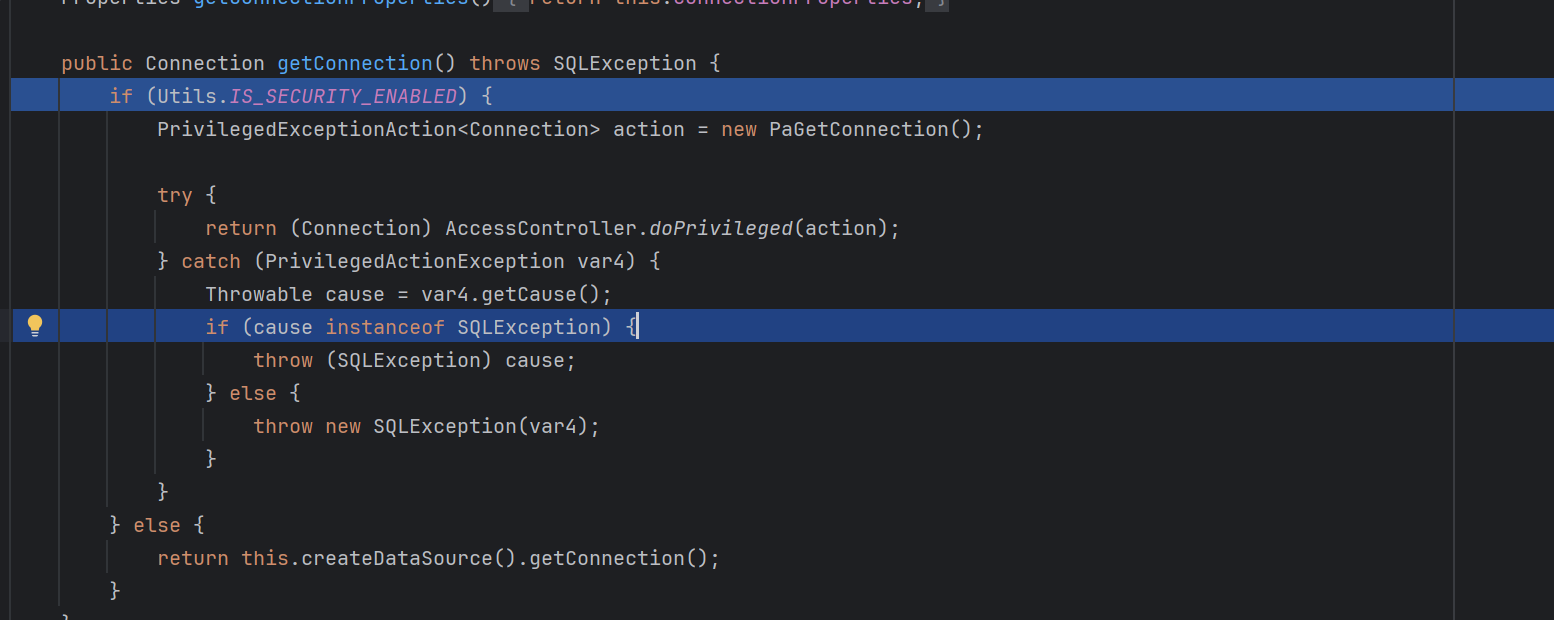 Properties getConnectionProperties() { return this.connectionProperties; }
public Connection getConnection() throws SQLException {
if (Utils.IS_SECURITY_ENABLED) {
PrivilegedExceptionAction<Connection> action = new PaGetConnection();
try {
return (Connection) AccessController.doPrivileged(action);
} catch (PrivilegedActionException var4) {
Throwable cause = var4.getCause();
if (cause instanceof SQLException) {
throw (SQLException) cause;
} else {
throw new SQLException(var4);
}
}
} else {
return this.createDataSource().getConnection();
}
}